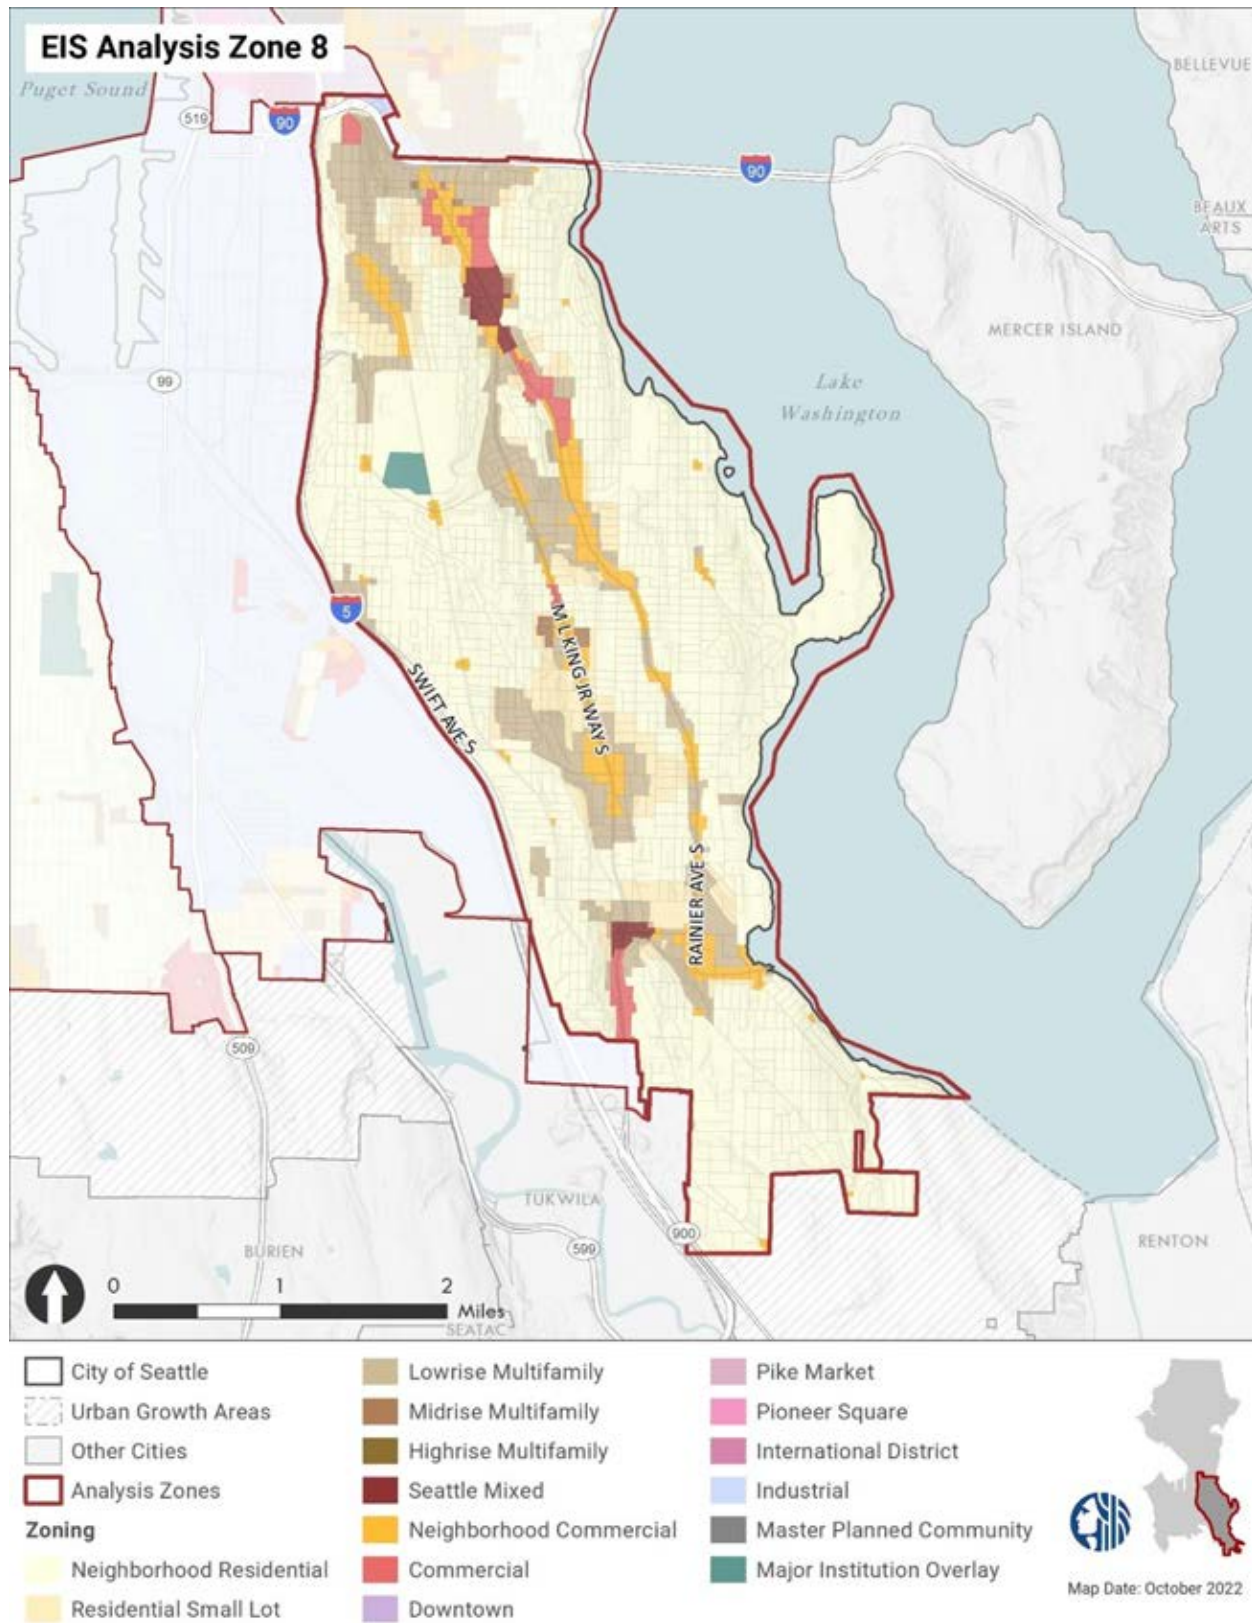 EIS Analysis Zone 8
Puget Sound
BELLEVUE
519
90
90
BEAUX
ARTS
MERCER ISLAND
99
Lake
Washington
5
M L KING JR WAY S
SWIFT AVE S
RAINIER AVE S
509
TUKWILA
900
599
BURIEN
RENTON
0 1 2
Miles
SEATAC
City of Seattle
Urban Growth Areas
Other Cities
Analysis Zones
Zoning
Neighborhood Residential
Residential Small Lot
Lowrise Multifamily
Midrise Multifamily
Highrise Multifamily
Seattle Mixed
Neighborhood Commercial
Commercial
Downtown
Pike Market
Pioneer Square
International District
Industrial
Master Planned Community
Major Institution Overlay
Map Date: October 2022